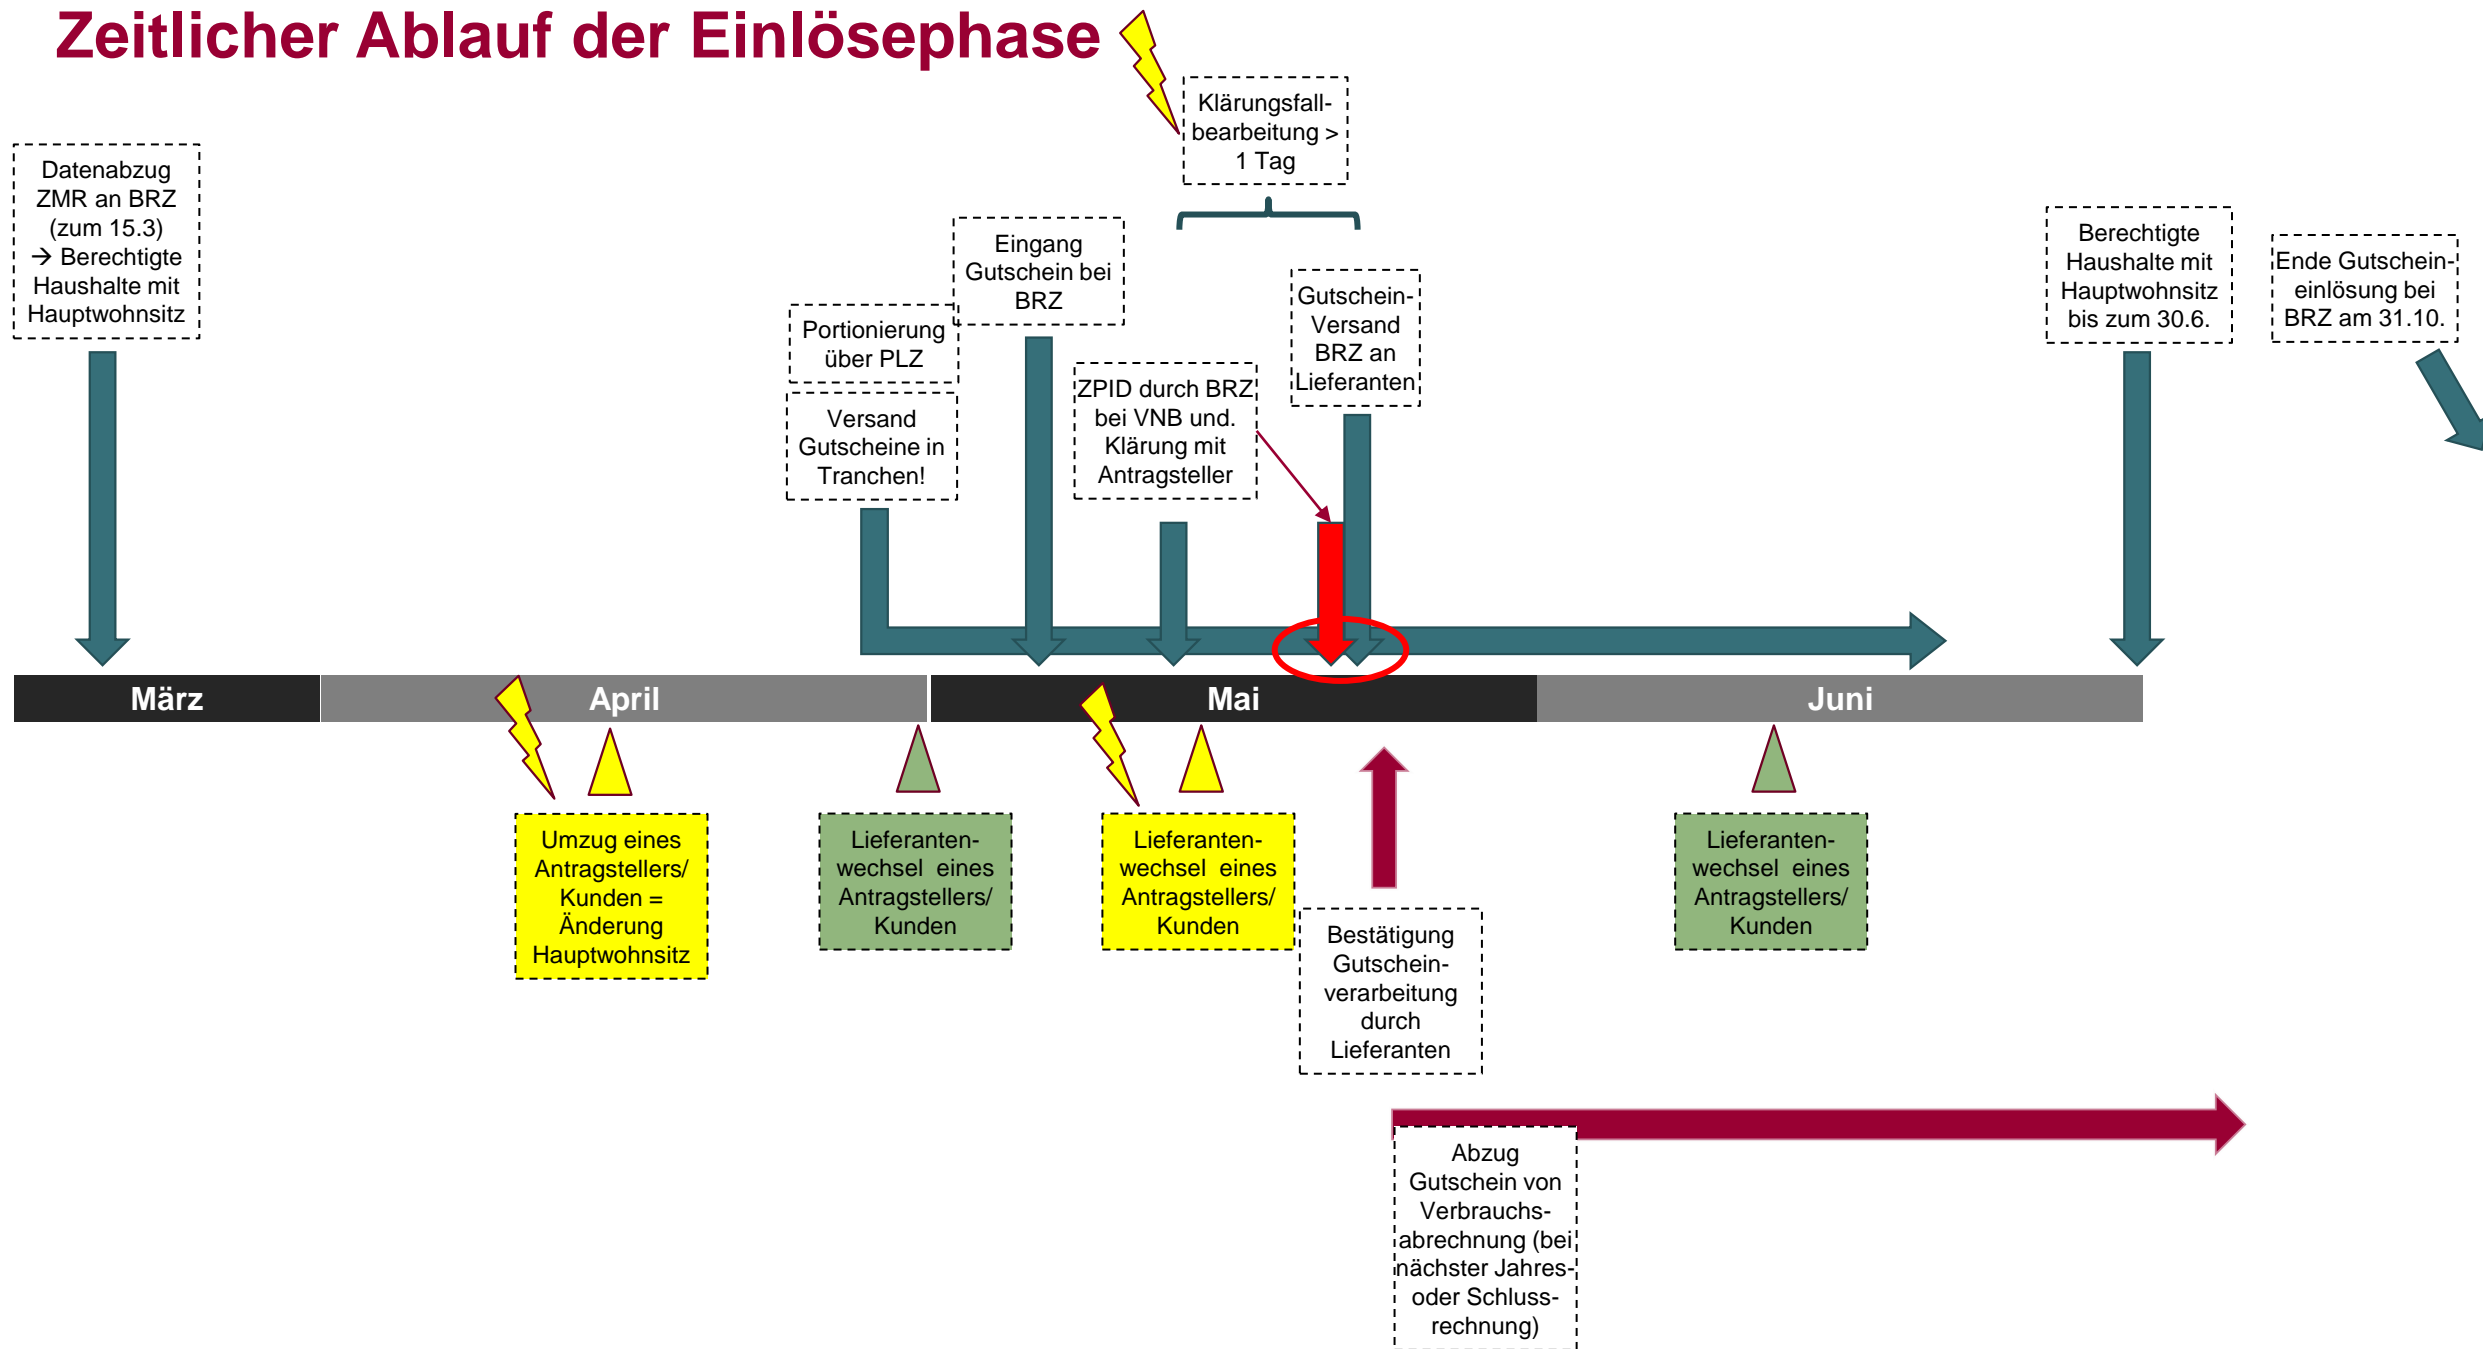 Zeitlicher Ablauf der Einlösephase
Klärungsfall-
bearbeitung >
1 Tag
Datenabzug
ZMR an BRZ
(zum 15.3)
→ Berechtigte
Haushalte mit
Hauptwohnsitz
Portionierung
über PLZ
Versand
Gutscheine in
Tranchen!
Eingang
Gutschein bei
BRZ
ZPID durch BRZ
bei VNB und.
Klärung mit
Antragsteller
Gutschein-
Versand
BRZ an
Lieferanten
Berechtigte
Haushalte mit
Hauptwohnsitz
bis zum 30.6.
Ende Gutschein-
einlösung bei
BRZ am 31.10.
März
April
Mai
Juni
Umzug eines
Antragstellers/
Kunden =
Änderung
Hauptwohnsitz
Lieferanten-
wechsel eines
Antragstellers/
Kunden
Lieferanten-
wechsel eines
Antragstellers/
Kunden
Bestätigung
Gutschein-
verarbeitung
durch
Lieferanten
Lieferanten-
wechsel eines
Antragstellers/
Kunden
Abzug
Gutschein von
Verbrauchs-
abrechnung (bei
nächster Jahres-
oder Schluss-
rechnung)